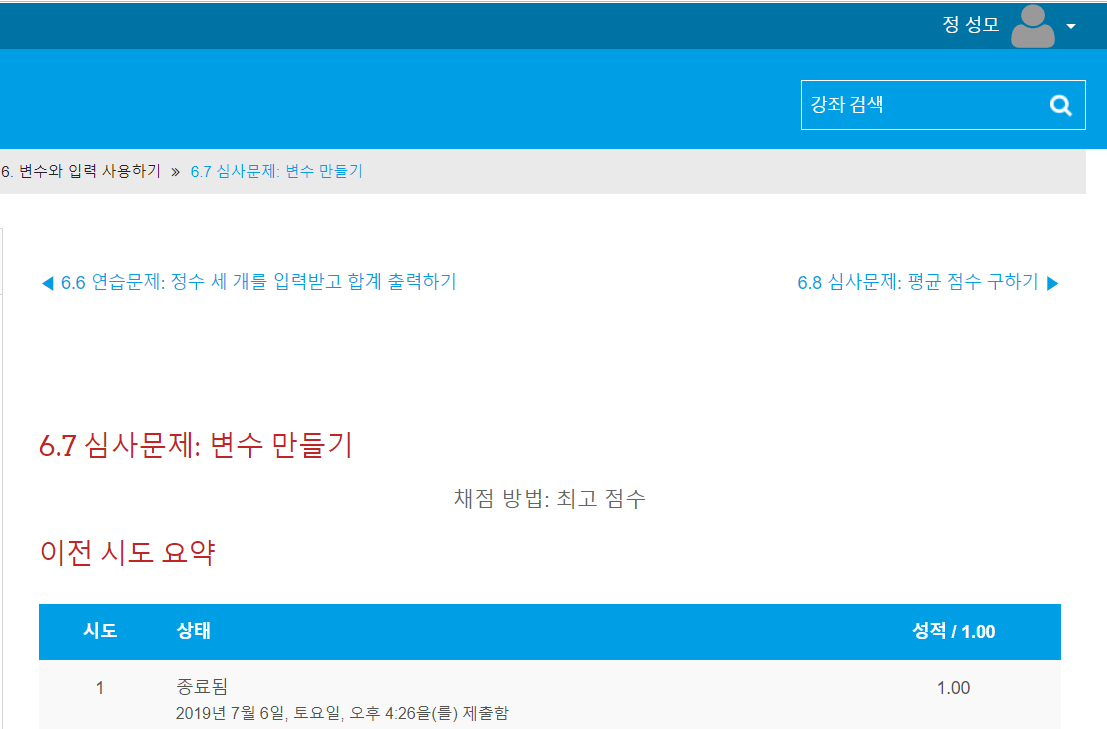 정 성모
강좌 검색
6. 변수와 입력 사용하기 » 6.7 심사문제: 변수 만들기
◀ 6.6 연습문제: 정수 세 개를 입력받고 합계 출력하기
6.8 심사문제: 평균 점수 구하기 ▶
6.7 심사문제: 변수 만들기
채점 방법: 최고 점수
이전 시도 요약
시도 상태 성적 / 1.00
1 종료됨 1.00
2019년 7월 6일, 토요일, 오후 4:26을(를) 제출함